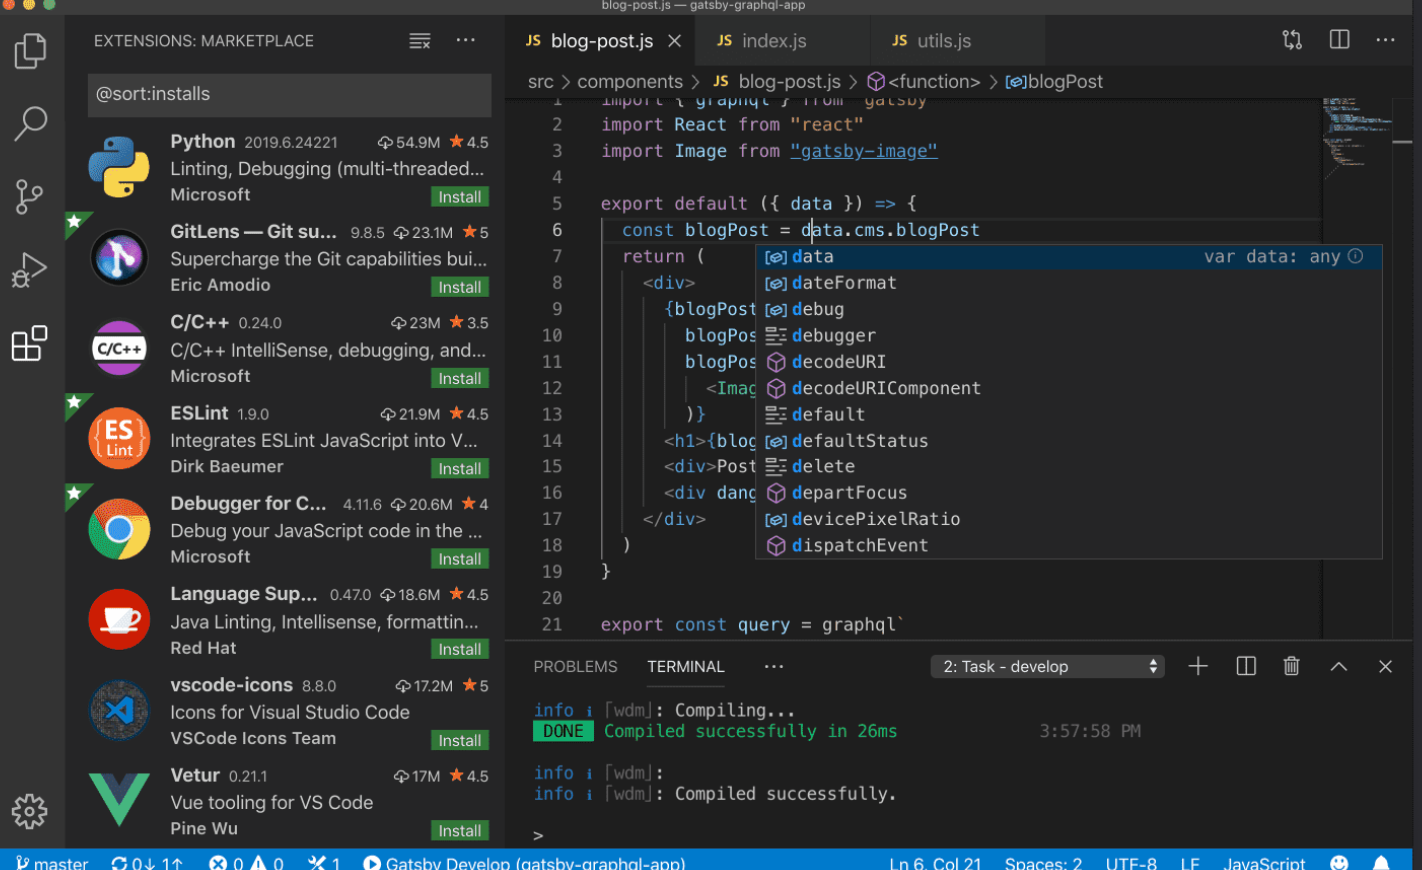 blog-post.js — gatsby-graphql-app
EXTENSIONS: MARKETPLACE
@sort:installs
Python 2019.6.24221 54.9M 4.5
Linting, Debugging (multi-threaded...
Microsoft Install
GitLens — Git su... 9.8.5 23.1M 5
Supercharge the Git capabilities bui...
Eric Amodio Install
C/C++
C/C++ 0.24.0 23M 3.5
C/C++ IntelliSense, debugging, and...
Microsoft Install
ES
Lint
ESLint 1.9.0 21.9M 4.5
Integrates ESLint JavaScript into V...
Dirk Baeumer Install
Debugger for C... 4.11.6 20.6M 4
Debug your JavaScript code in the ...
Microsoft Install
Language Sup... 0.47.0 18.6M 4.5
Java Linting, Intellisense, formattin...
Red Hat Install
vscode-icons 8.8.0 17.2M 5
Icons for Visual Studio Code
VSCode Icons Team Install
Vetur 0.21.1 17M 4.5
Vue tooling for VS Code
Pine Wu Install
JS blog-post.js JS index.js JS utils.js
src > components > JS blog-post.js > <function> > blogPost
1 import { graphql } from "gatsby"
2 import React from "react"
3 import Image from "gatsby-image"
4
5 export default ({ data }) => {
6 const blogPost = data.cms.blogPost
7 return (
8 <div>
9 {blogPost
10 blogPos
11 blogPos
12 <Imag
13 )}
14 <h1>{blog
15 <div>Post
16 <div dang
17 </div>
18 )
19 }
20
21 export const query = graphql`
data var data: any
dateFormat
debug
debugger
decodeURI
decodeURIComponent
default
defaultStatus
delete
departFocus
devicePixelRatio
dispatchEvent
PROBLEMS TERMINAL ... 2: Task - develop
info i ｢wdm｣: Compiling...
DONE Compiled successfully in 26ms 3:57:58 PM
info i ｢wdm｣:
info i ｢wdm｣: Compiled successfully.
>
master 0↓ 1↑ 0 0 1 Gatsby Develop (gatsby-graphql-app) Ln 6, Col 21 Spaces: 2 UTF-8 LF JavaScript